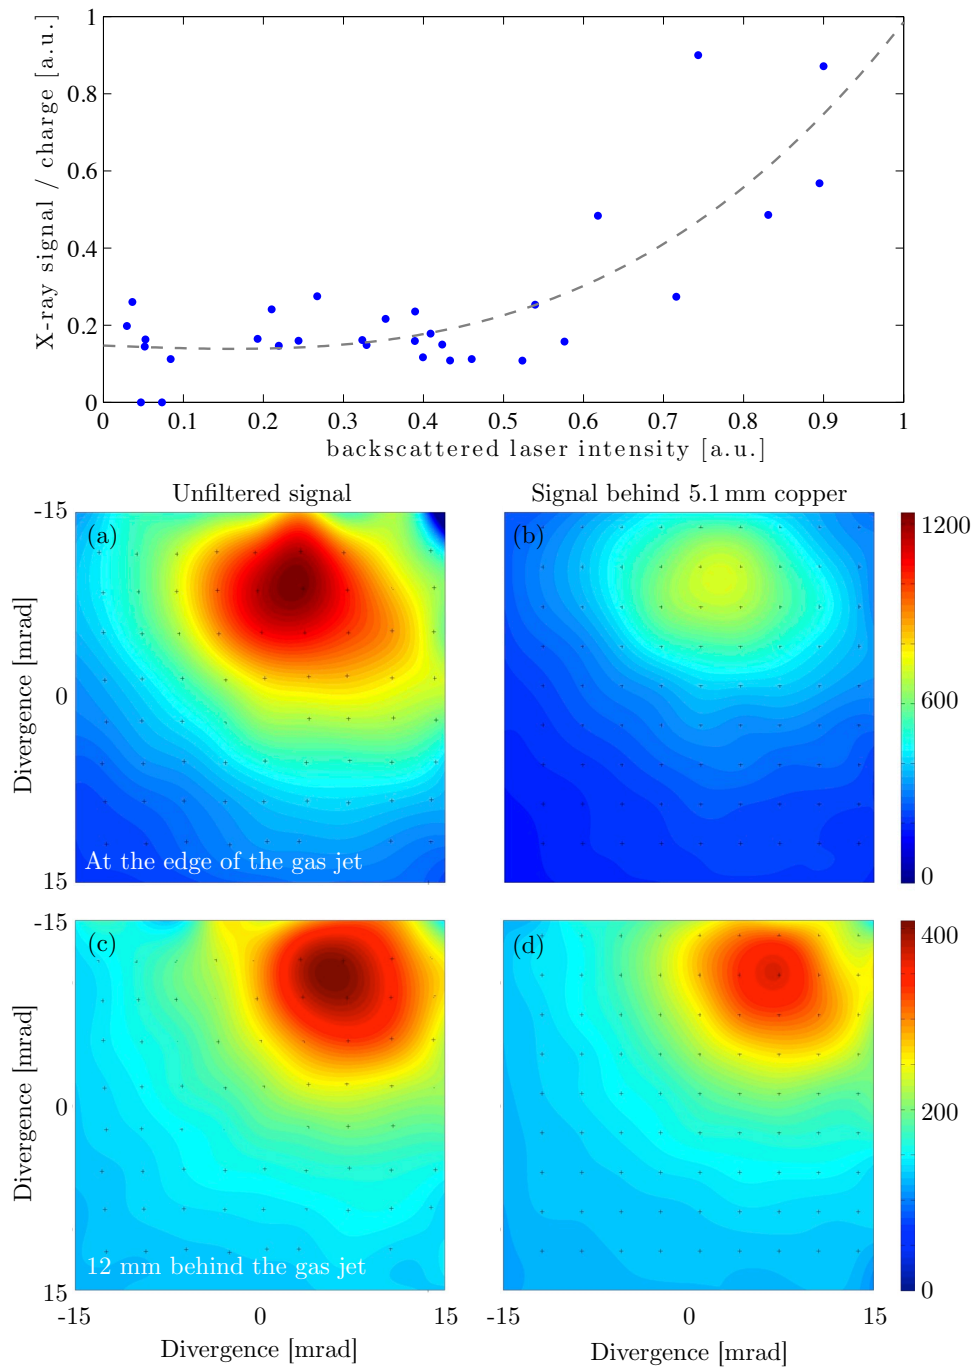 X-ray signal / charge [a.u.]
1
0.8
0.6
0.4
0.2
0
0 0.1 0.2 0.3 0.4 0.5 0.6 0.7 0.8 0.9 1
backscattered laser intensity [a.u.]
Unfiltered signal
Signal behind 5.1 mm copper
Divergence [mrad]
-15
0
15
(a)
At the edge of the gas jet
(b)
1200
600
0
Divergence [mrad]
-15
0
15
(c)
12 mm behind the gas jet
(d)
400
200
0
-15 0 15
-15 0 15
Divergence [mrad]
Divergence [mrad]